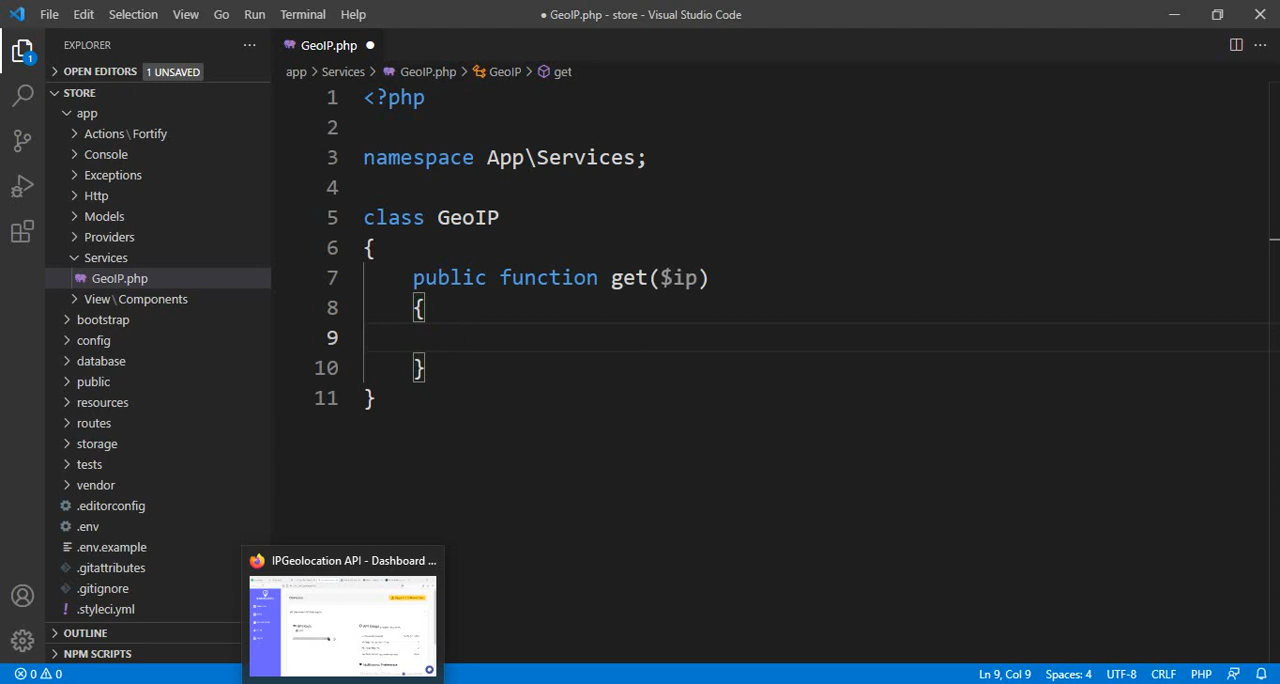 File Edit Selection View Go Run Terminal Help
● GeoIP.php - store - Visual Studio Code
EXPLORER
GeoIP.php
1
OPEN EDITORS 1 UNSAVED
app > Services > GeoIP.php > GeoIP > get
STORE
app
Actions\Fortify
Console
Exceptions
Http
Models
Providers
Services
GeoIP.php
View\Components
bootstrap
config
database
public
resources
routes
storage
tests
vendor
.editorconfig
.env
.env.example
.gitattributes
.gitignore
.styleci.yml
OUTLINE
NPM SCRIPTS
1 <?php
2
3 namespace App\Services;
4
5 class GeoIP
6 {
7 public function get($ip)
8 {
9
10 }
11 }
IPGeolocation API - Dashboard ...
0 0
Ln 9, Col 9 Spaces: 4 UTF-8 CRLF PHP